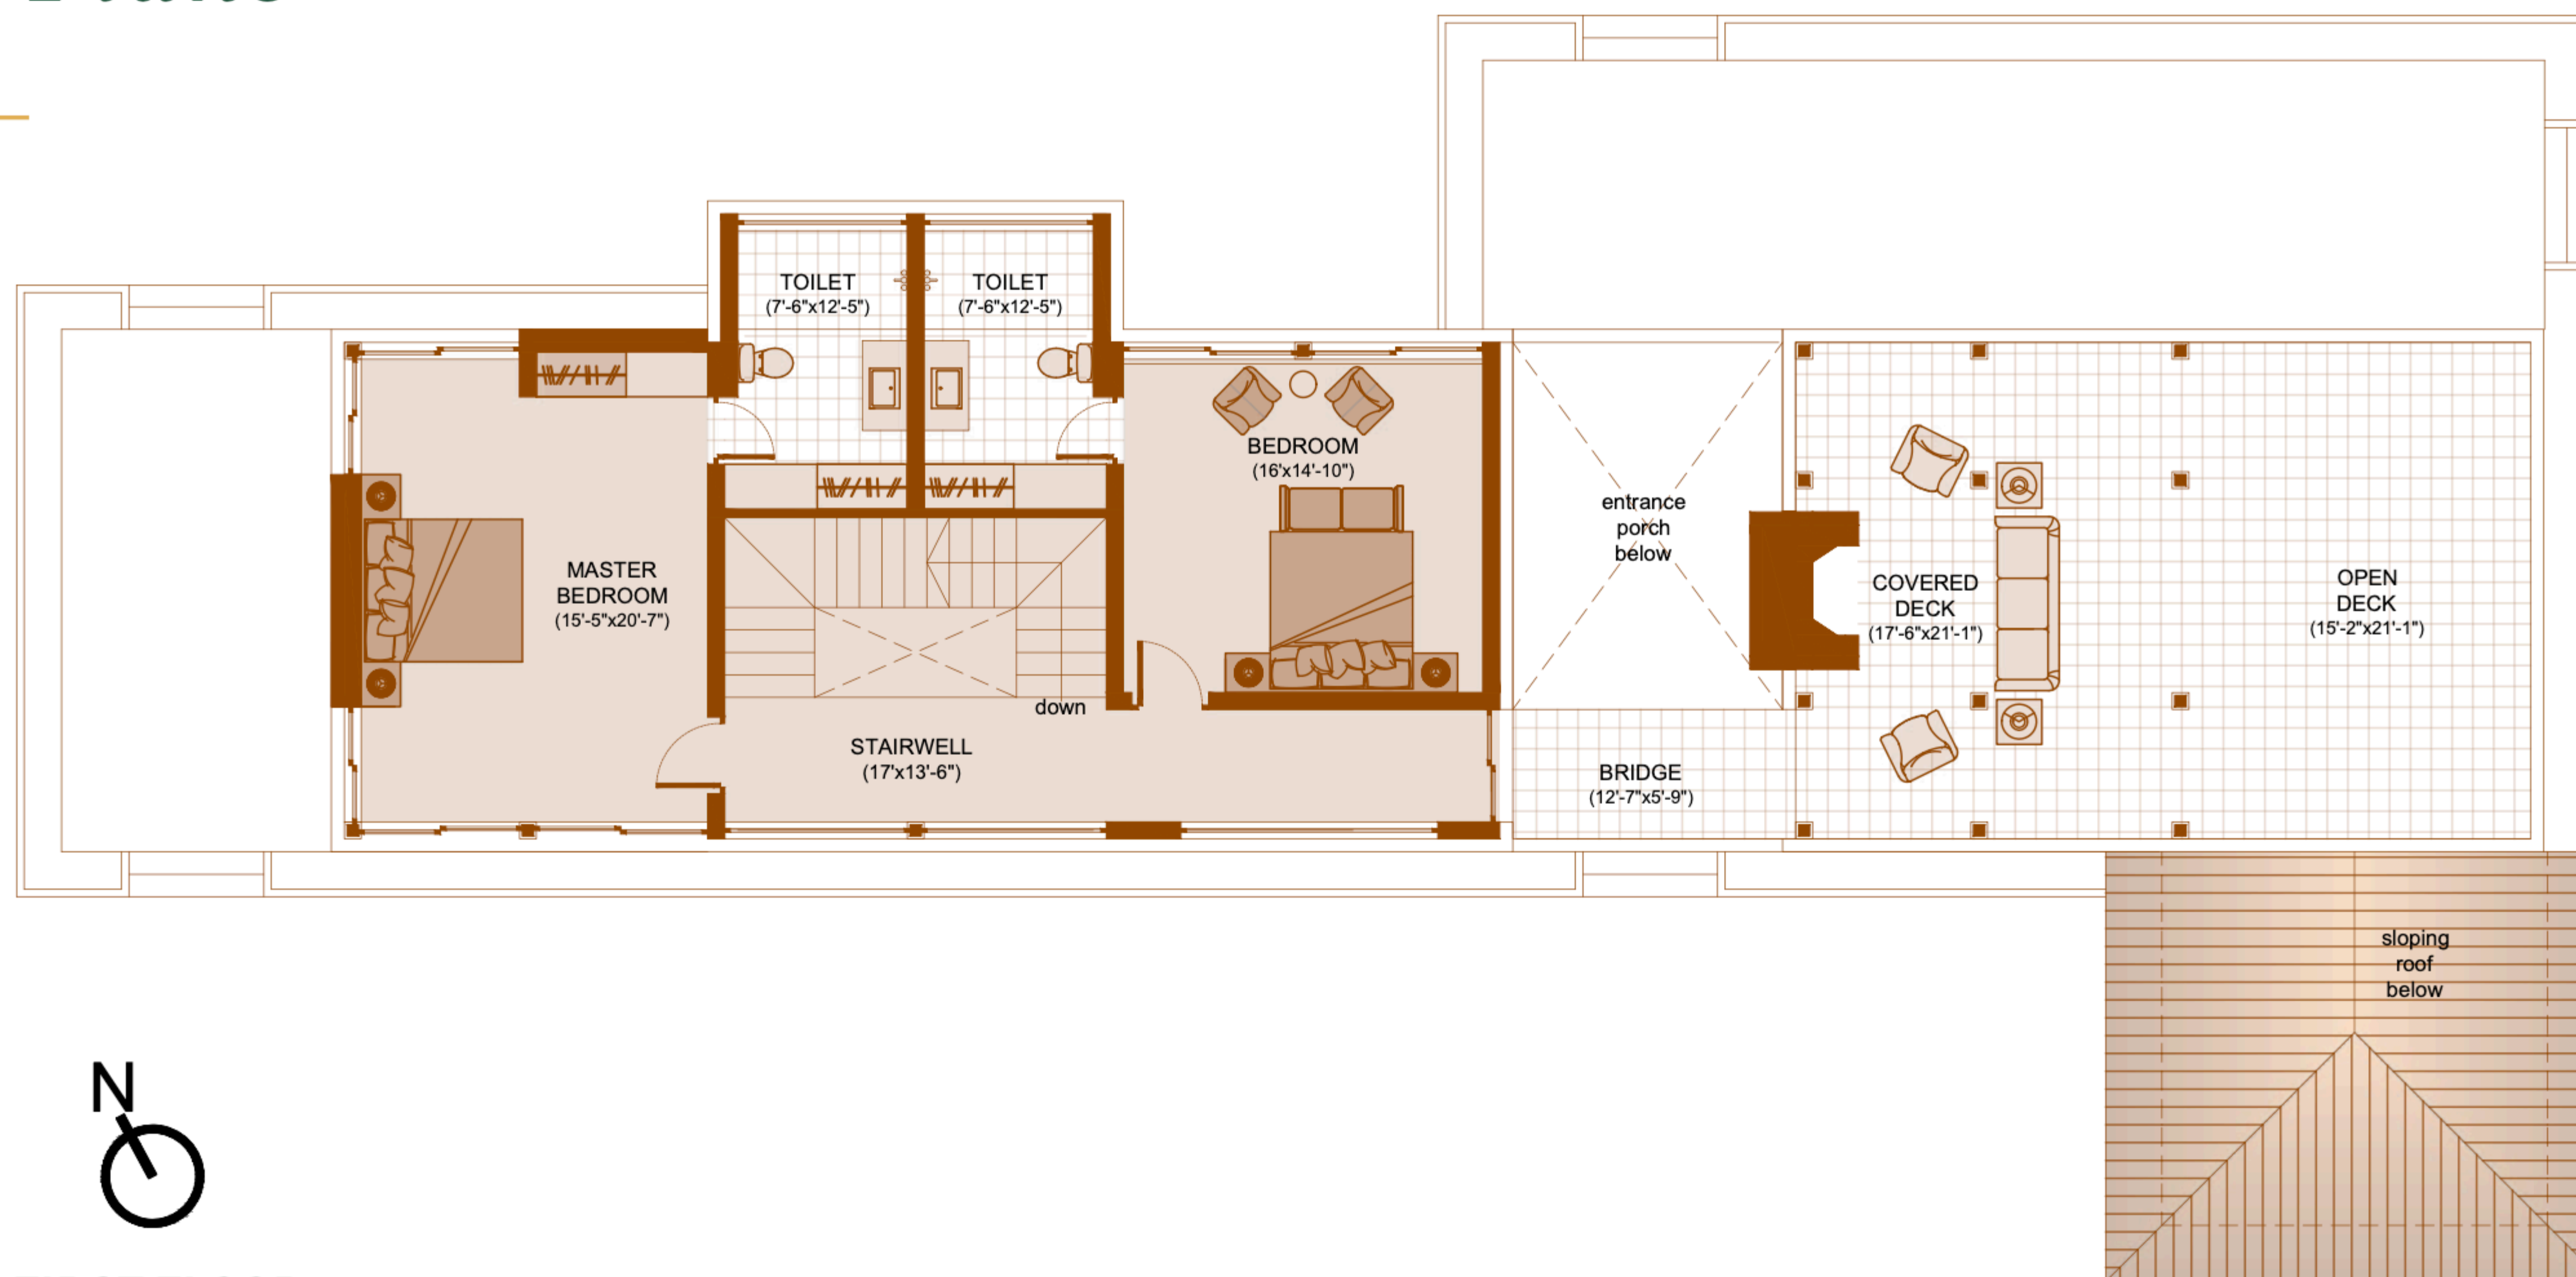 TOILET
(7'-6"x12'-5")
TOILET
(7'-6"x12'-5")
BEDROOM
(16'x14'-10")
entrance
porch
below
MASTER
BEDROOM
(15'-5"x20'-7")
COVERED
DECK
(17'-6"x21'-1")
OPEN
DECK
(15'-2"x21'-1")
down
STAIRWELL
(17'x13'-6")
BRIDGE
(12'-7"x5'-9")
sloping
roof
below
N